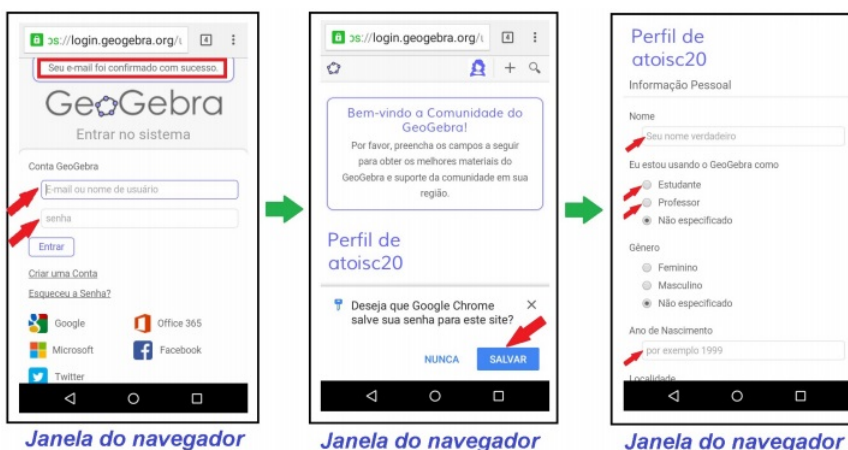 ps://login.geogebra.org/
4
Seu e-mail foi confirmado com sucesso.
GeoGebra
Entrar no sistema
Conta GeoGebra
E-mail ou nome de usuário
senha
Entrar
Criar uma Conta
Esqueceu a Senha?
Google
Office 365
Microsoft
Facebook
Twitter
Janela do navegador
ps://login.geogebra.org/
4
Bem-vindo a Comunidade do
GeoGebra!
Por favor, preencha os campos a seguir
para obter os melhores materiais do
GeoGebra e suporte da comunidade em sua
região.
Perfil de
atoisc20
Deseja que Google Chrome
salve sua senha para este site?
NUNCA
SALVAR
Janela do navegador
Perfil de
atoisc20
Informação Pessoal
Nome
Seu nome verdadeiro
Eu estou usando o GeoGebra como
Estudante
Professor
Não especificado
Gênero
Feminino
Masculino
Não especificado
Ano de Nascimento
por exemplo 1999
Localidade
Janela do navegador